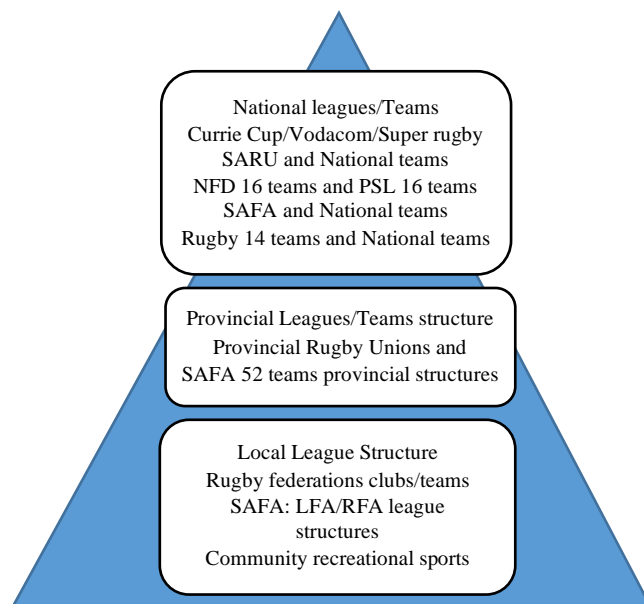 National leagues/Teams
Currie Cup/Vodacom/Super rugby
SARU and National teams
NFD 16 teams and PSL 16 teams
SAFA and National teams
Rugby 14 teams and National teams
Provincial Leagues/Teams structure
Provincial Rugby Unions and
SAFA 52 teams provincial structures
Local League Structure
Rugby federations clubs/teams
SAFA: LFA/RFA league
structures
Community recreational sports